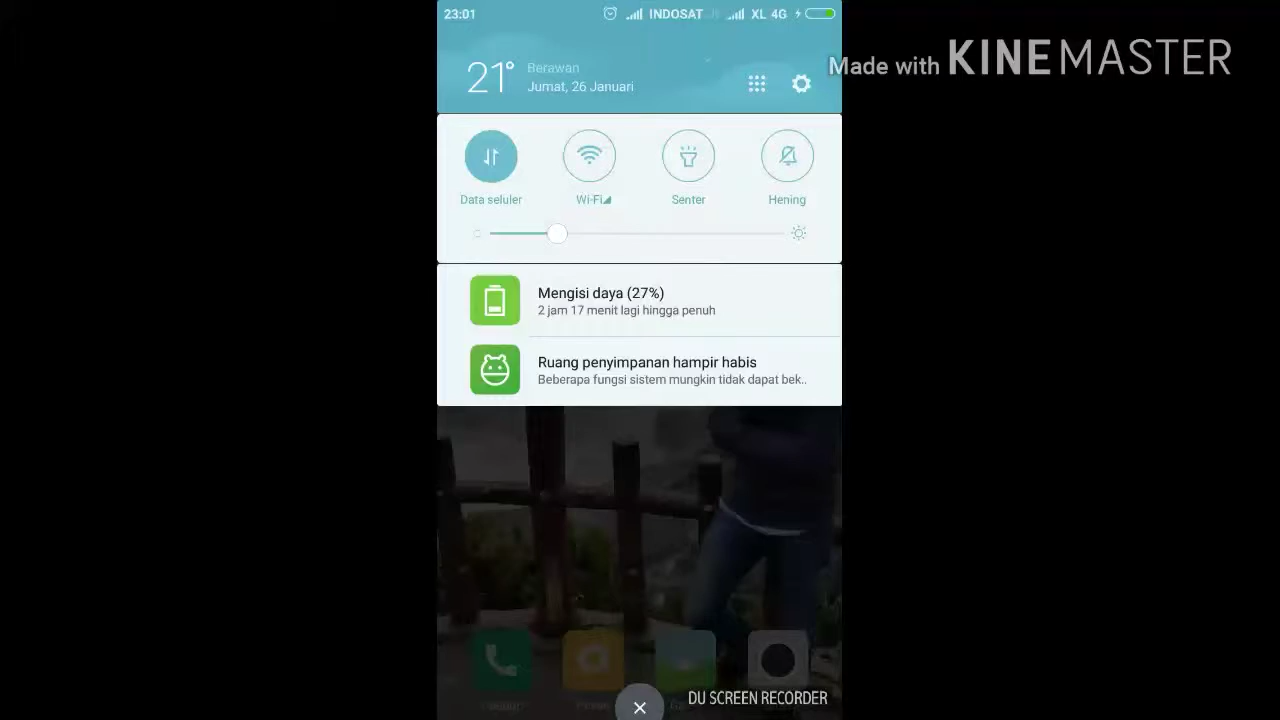 23:01
INDOSAT
XL 4G
21°
Berawan
Jumat, 26 Januari
Made with KINEMASTER
Data seluler
Wi-Fi
Senter
Hening
Mengisi daya (27%)
2 jam 17 menit lagi hingga penuh
Ruang penyimpanan hampir habis
Beberapa fungsi sistem mungkin tidak dapat bek..
DU SCREEN RECORDER